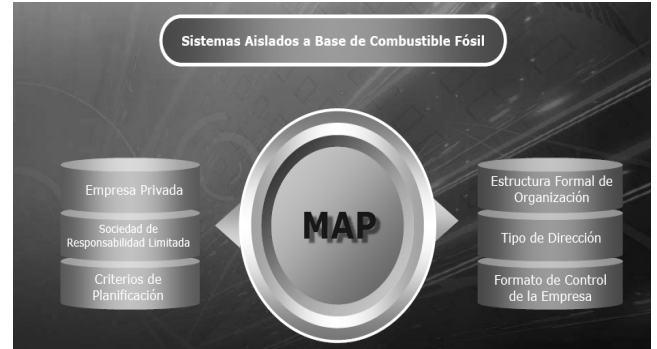 Sistemas Aislados a Base de Combustible Fósil
Empresa Privada
Sociedad de
Responsabilidad Limitada
Criterios de
Planificación
MAP
Estructura Formal de
Organización
Tipo de Dirección
Formato de Control
de la Empresa